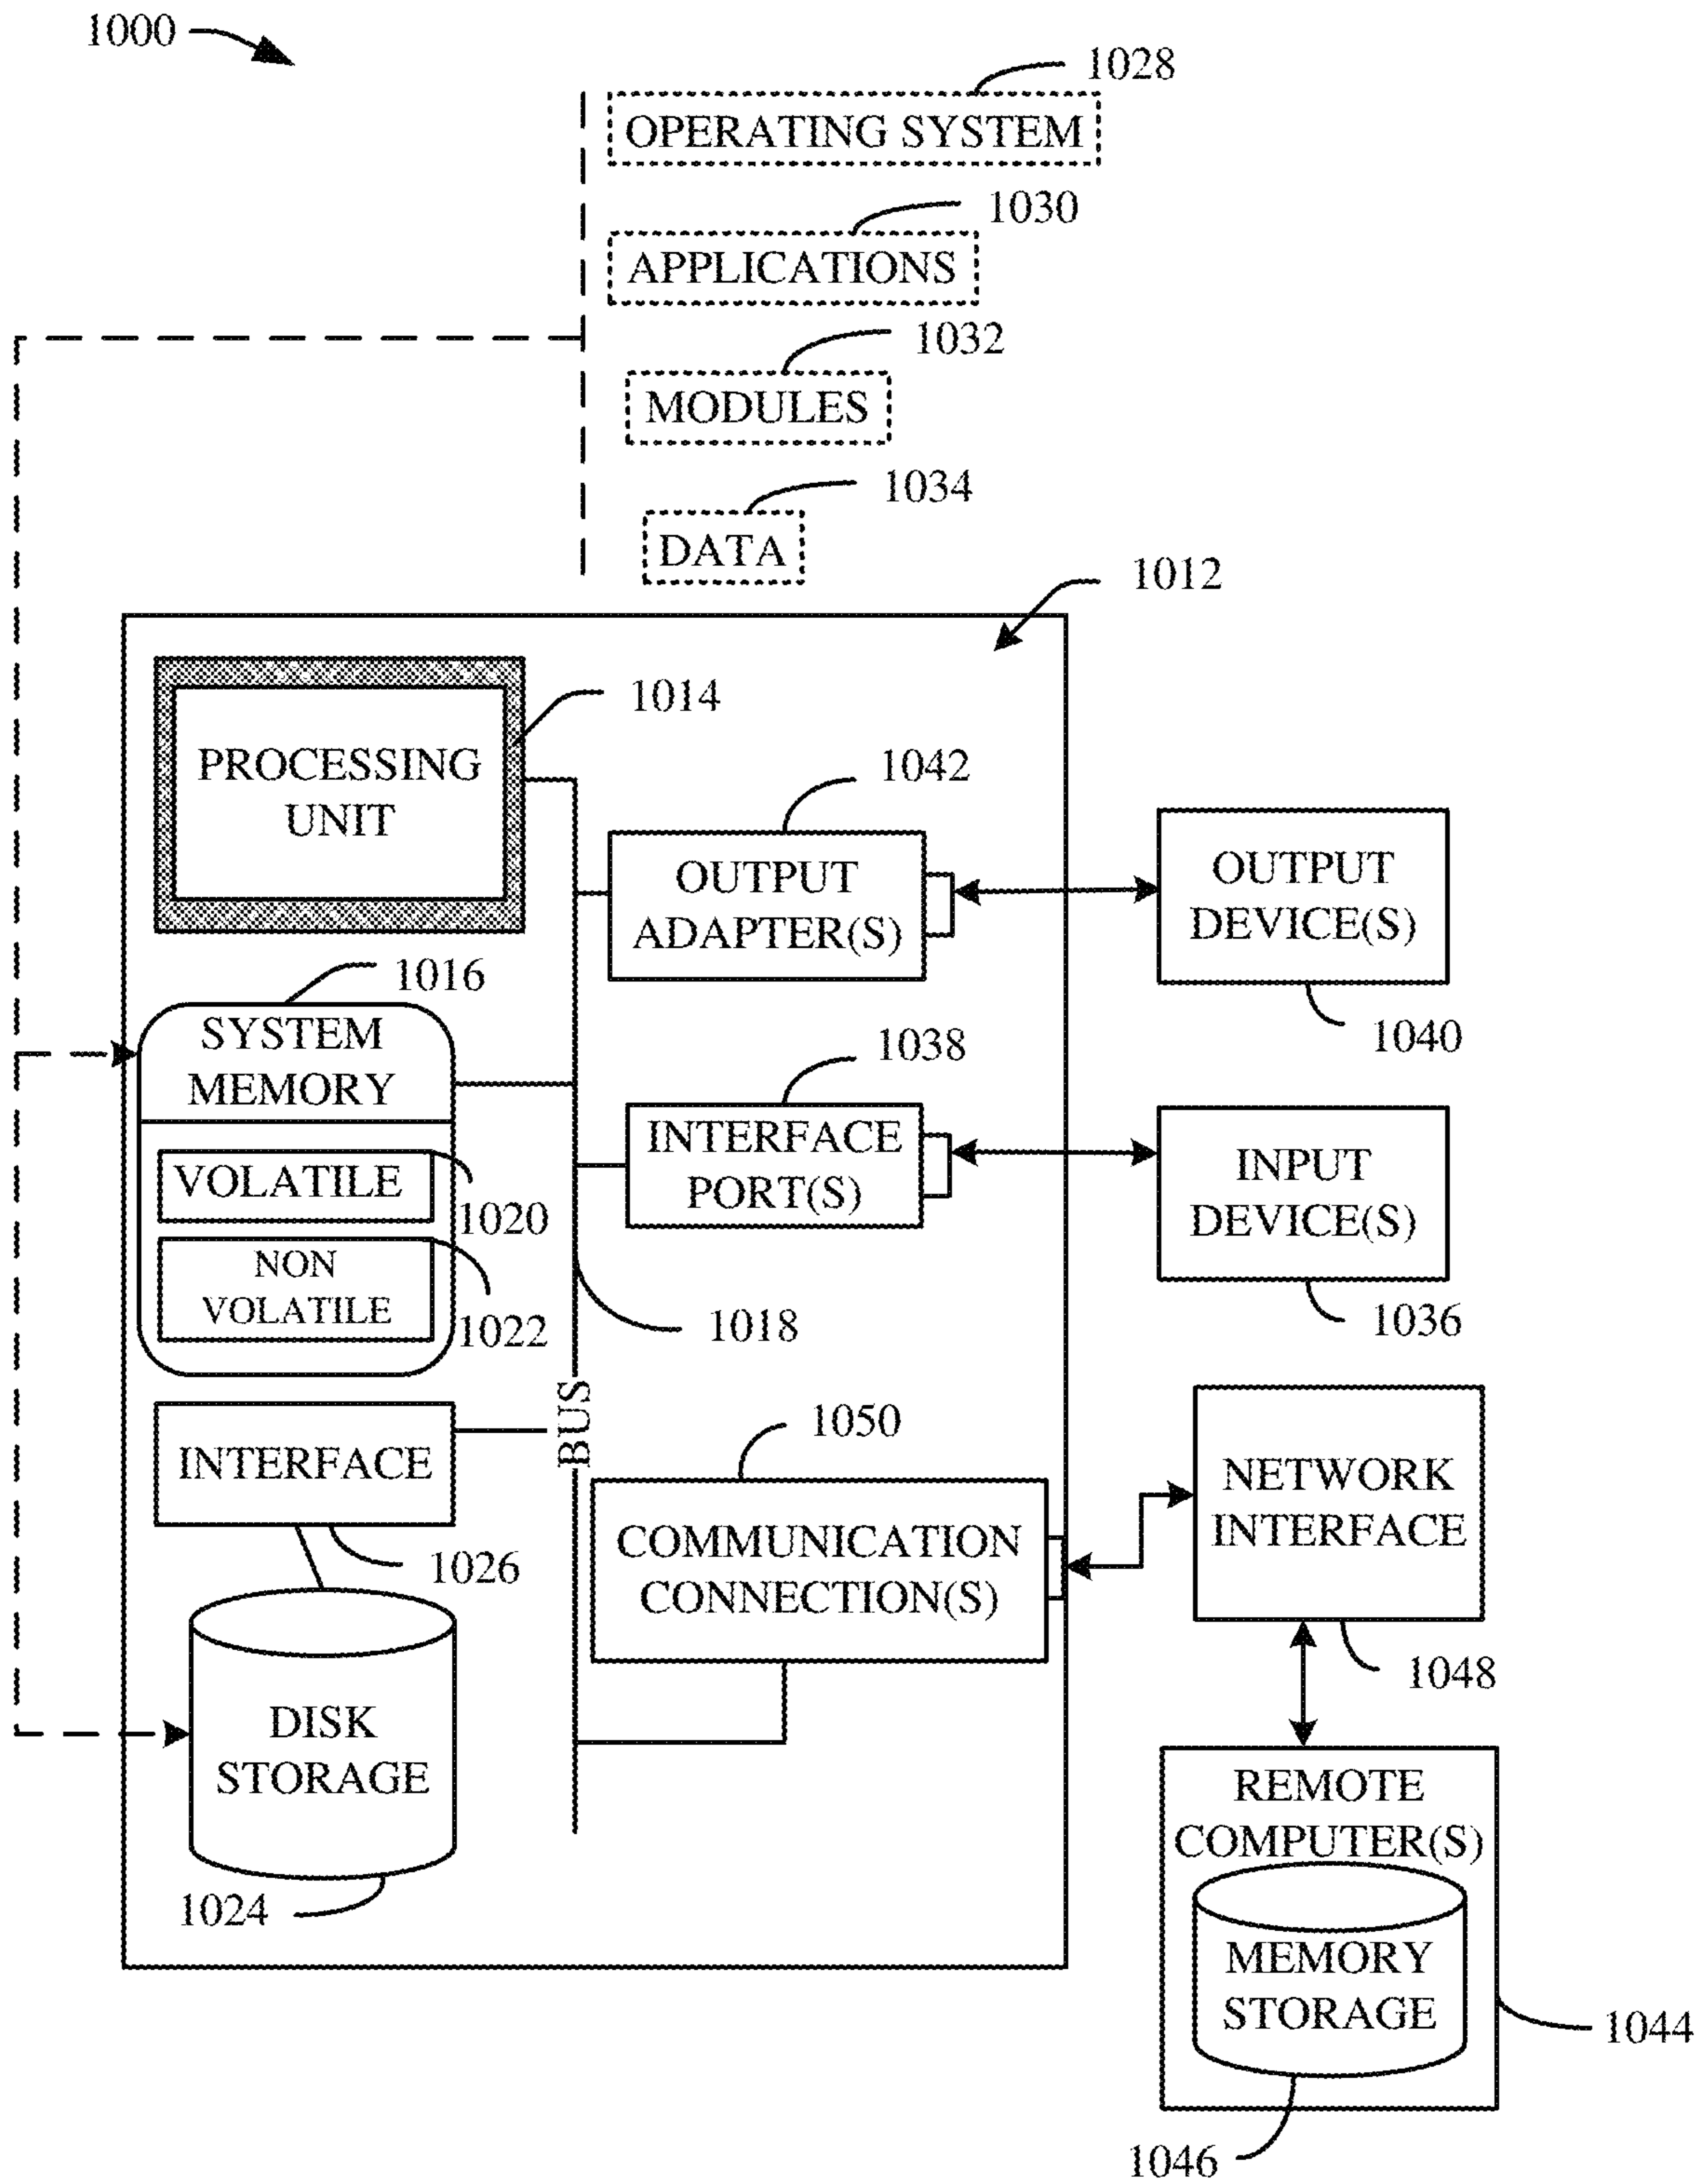 1000
1028
OPERATING SYSTEM
1030
APPLICATIONS
1032
MODULES
1034
DATA
1012
1014
PROCESSING
UNIT
1042
OUTPUT
ADAPTER(S)
OUTPUT
DEVICE(S)
1040
1016
SYSTEM
MEMORY
1038
INTERFACE
PORT(S)
INPUT
DEVICE(S)
1036
VOLATILE
1020
NON
VOLATILE
1022
1018
BUS
INTERFACE
1026
1050
COMMUNICATION
CONNECTION(S)
NETWORK
INTERFACE
1048
DISK
STORAGE
1024
REMOTE
COMPUTER(S)
MEMORY
STORAGE
1044
1046